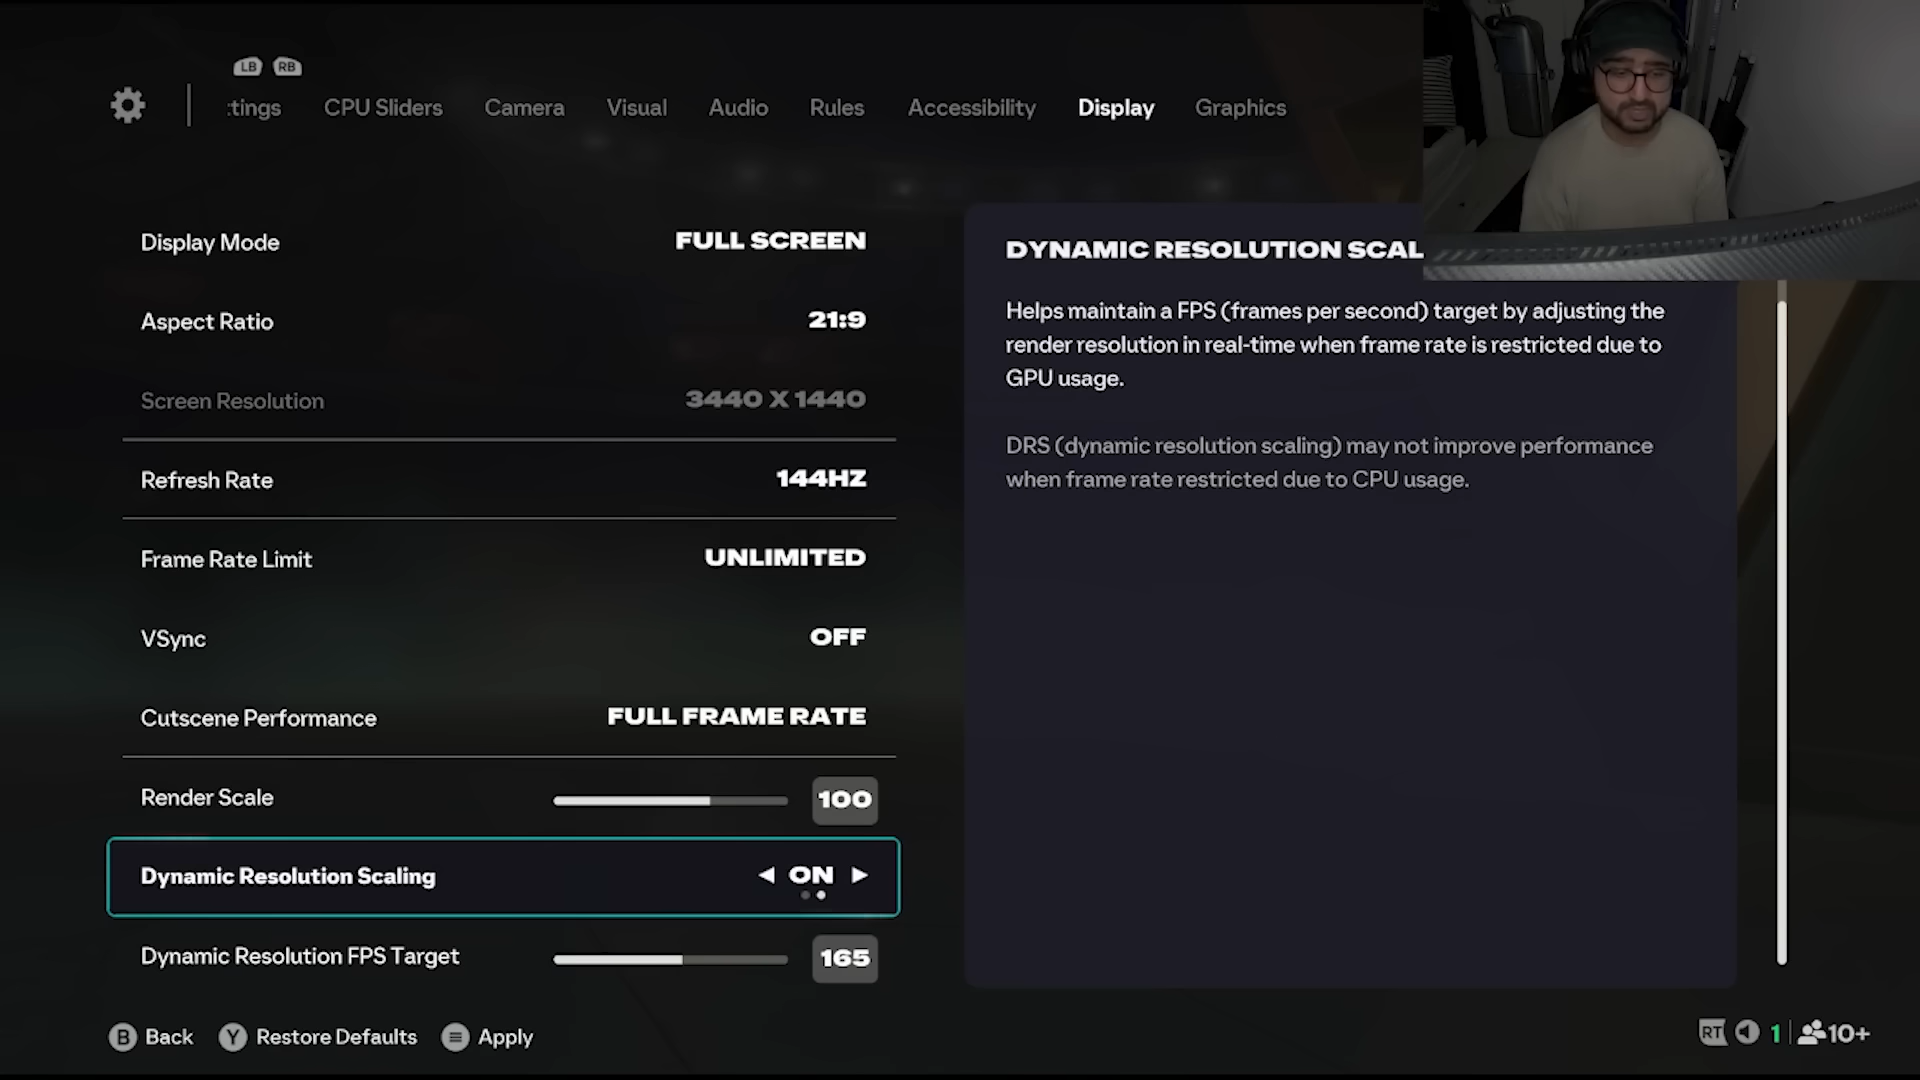 LB RB
:tings CPU Sliders Camera Visual Audio Rules Accessibility Display Graphics
Display Mode FULL SCREEN
Aspect Ratio 21:9
Screen Resolution 3440 X 1440
Refresh Rate 144HZ
Frame Rate Limit UNLIMITED
VSync OFF
Cutscene Performance FULL FRAME RATE
Render Scale 100
Dynamic Resolution Scaling ON
Dynamic Resolution FPS Target 165
DYNAMIC RESOLUTION SCAL
Helps maintain a FPS (frames per second) target by adjusting the
render resolution in real-time when frame rate is restricted due to
GPU usage.
DRS (dynamic resolution scaling) may not improve performance
when frame rate restricted due to CPU usage.
B Back Y Restore Defaults Apply
RT 1 10+